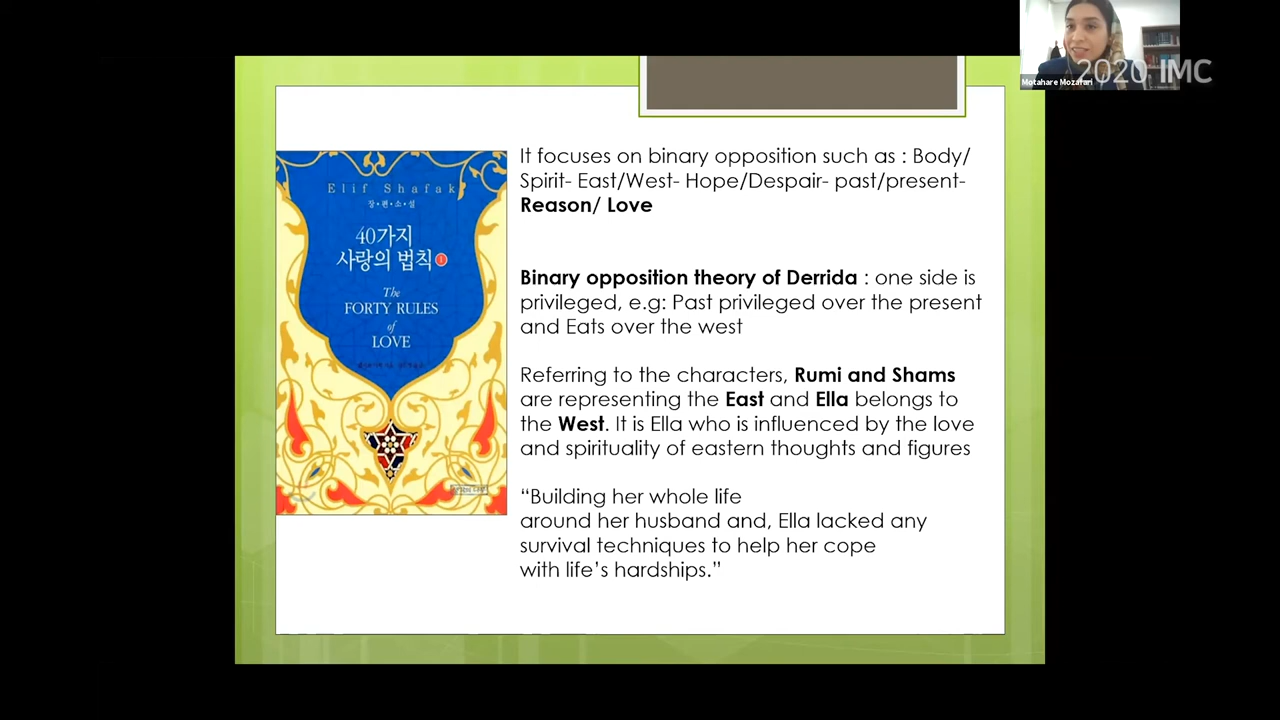 2020 IMC
Motahare Mozafari
It focuses on binary opposition such as : Body/
Spirit- East/West- Hope/Despair- past/present-
Reason/ Love
Binary opposition theory of Derrida : one side is
privileged, e.g: Past privileged over the present
and Eats over the west
Referring to the characters, Rumi and Shams
are representing the East and Ella belongs to
the West. It is Ella who is influenced by the love
and spirituality of eastern thoughts and figures
“Building her whole life
around her husband and, Ella lacked any
survival techniques to help her cope
with life’s hardships.”
Elif Shafak
장·편·소·설
40가지
사랑의 법칙 1
The
FORTY RULES
of
LOVE